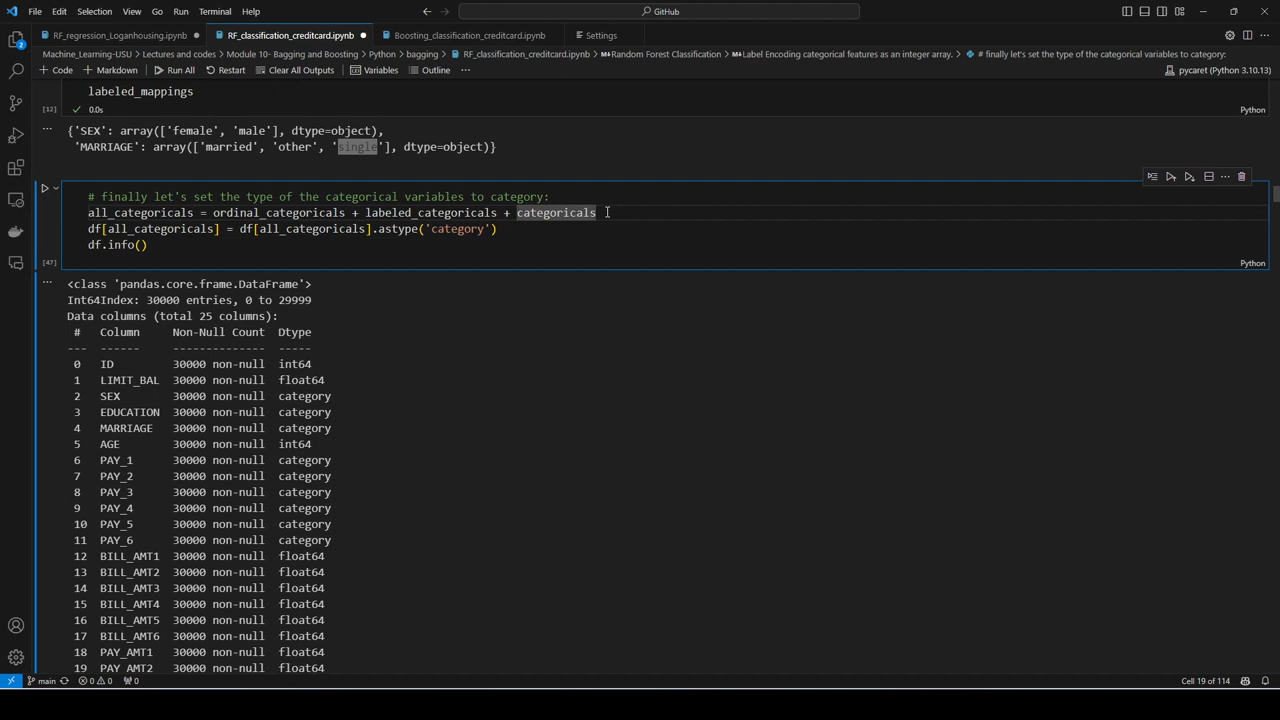 File Edit Selection View Go Run Terminal Help
GitHub
RF_regression_Loganhousing.ipynb
RF_classification_creditcard.ipynb
Boosting_classification_creditcard.ipynb
Settings
Machine_Learning-USU > Lectures and codes > Module 10- Bagging and Boosting > Python > bagging > RF_classification_creditcard.ipynb > Random Forest Classification > Label Encoding categorical features as an integer array. > # finally let's set the type of the categorical variables to category:
Code Markdown Run All Restart Clear All Outputs Variables Outline ...
pycaret (Python 3.10.13)
labeled_mappings
[12] 0.0s
Python
{'SEX': array(['female', 'male'], dtype=object),
'MARRIAGE': array(['married', 'other', 'single'], dtype=object)}
# finally let's set the type of the categorical variables to category:
all_categoricals = ordinal_categoricals + labeled_categoricals + categoricals
df[all_categoricals] = df[all_categoricals].astype('category')
df.info()
[47]
Python
<class 'pandas.core.frame.DataFrame'>
Int64Index: 30000 entries, 0 to 29999
Data columns (total 25 columns):
# Column Non-Null Count Dtype
--- ------ -------------- -----
0 ID 30000 non-null int64
1 LIMIT_BAL 30000 non-null float64
2 SEX 30000 non-null category
3 EDUCATION 30000 non-null category
4 MARRIAGE 30000 non-null category
5 AGE 30000 non-null int64
6 PAY_1 30000 non-null category
7 PAY_2 30000 non-null category
8 PAY_3 30000 non-null category
9 PAY_4 30000 non-null category
10 PAY_5 30000 non-null category
11 PAY_6 30000 non-null category
12 BILL_AMT1 30000 non-null float64
13 BILL_AMT2 30000 non-null float64
14 BILL_AMT3 30000 non-null float64
15 BILL_AMT4 30000 non-null float64
16 BILL_AMT5 30000 non-null float64
17 BILL_AMT6 30000 non-null float64
18 PAY_AMT1 30000 non-null float64
19 PAY_AMT2 30000 non-null float64
main 0 0 0
Cell 19 of 114
2